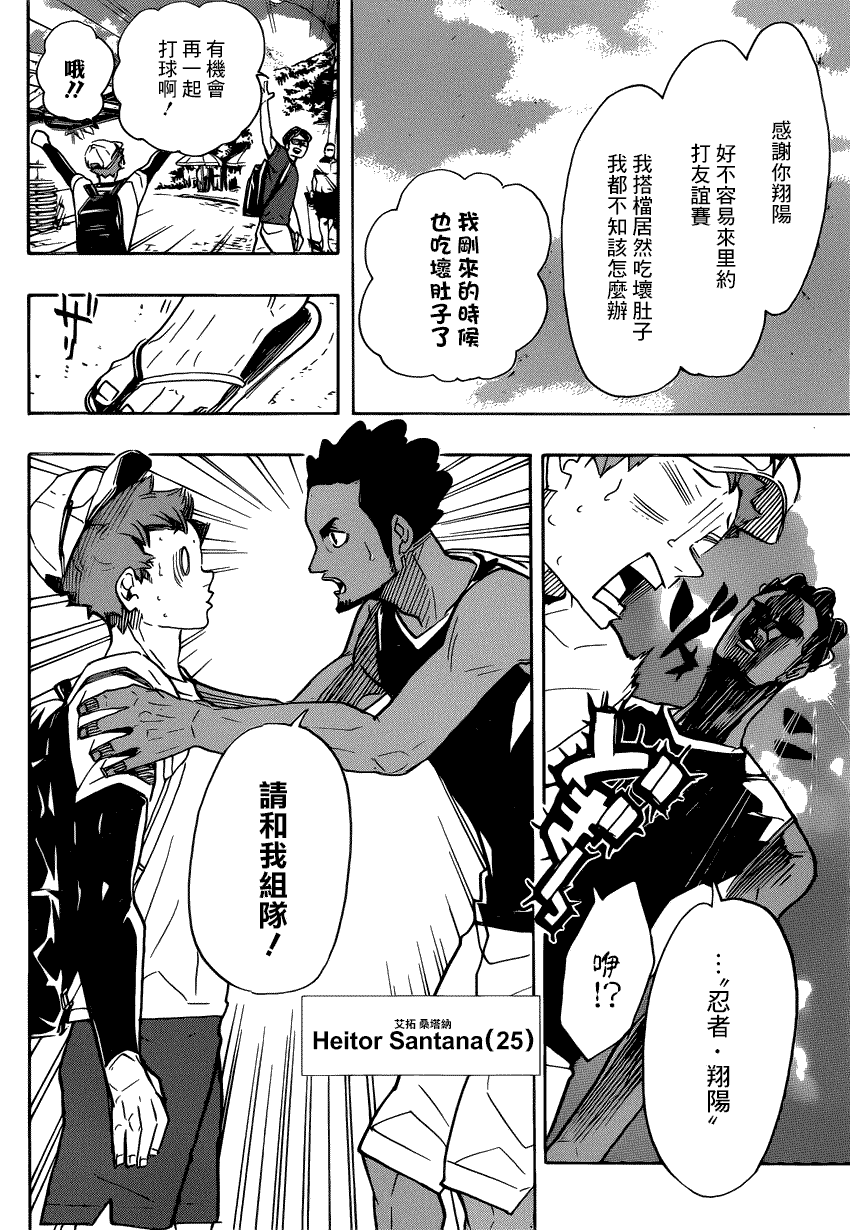 感謝你翔陽
好不容易來里約
打友誼賽
我搭檔居然吃壞肚子
我都不知該怎麼辦
我剛來的時候
也吃壞肚子了
有機會
再一起
打球啊！
哦!!
ザッ
…〝忍者·翔陽〞
咿!?
請和我組隊！
艾拓 桑塔納
Heitor Santana(25)